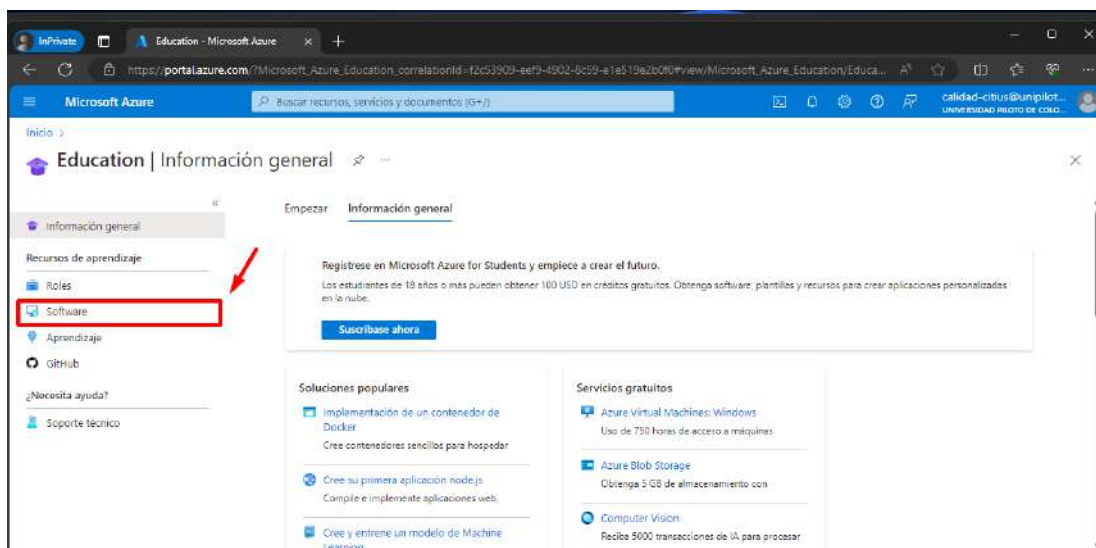 InPrivate
Education - Microsoft Azure
https://portal.azure.com/?Microsoft_Azure_Education_correlationId=f2c53909-eef9-4902-8c59-e1e519e2b0f0#view/Microsoft_Azure_Education/Educa...
Microsoft Azure
Buscar recursos, servicios y documentos (G+/)
calidad-citius@unipilot...
UNIVERSIDAD PILOTO DE COLO...
Inicio >
Education | Información general
Empezar
Información general
Información general
Recursos de aprendizaje
Roles
Software
Aprendizaje
GitHub
¿Necesita ayuda?
Soporte técnico
Regístrese en Microsoft Azure for Students y empiece a crear el futuro.
Los estudiantes de 18 años o más pueden obtener 100 USD en créditos gratuitos. Obtenga software, plantillas y recursos para crear aplicaciones personalizadas
en la nube.
Suscríbase ahora
Soluciones populares
Implementación de un contenedor de
Docker
Cree contenedores sencillos para hospedar
Cree su primera aplicación node.js
Compile e implemente aplicaciones web,
Cree y entrene un modelo de Machine
Learning
Servicios gratuitos
Azure Virtual Machines: Windows
Uso de 750 horas de acceso a máquinas
Azure Blob Storage
Obtenga 5 GB de almacenamiento con
Computer Vision
Reciba 5000 transacciones de IA para procesar